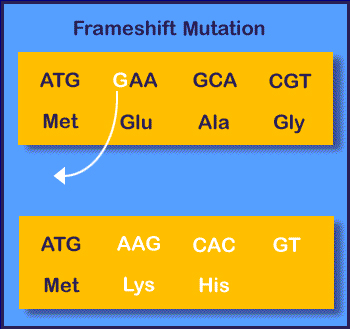 Frameshift Mutation
ATG GAA GCA CGT
Met Glu Ala Gly
ATG AAG CAC GT
Met Lys His